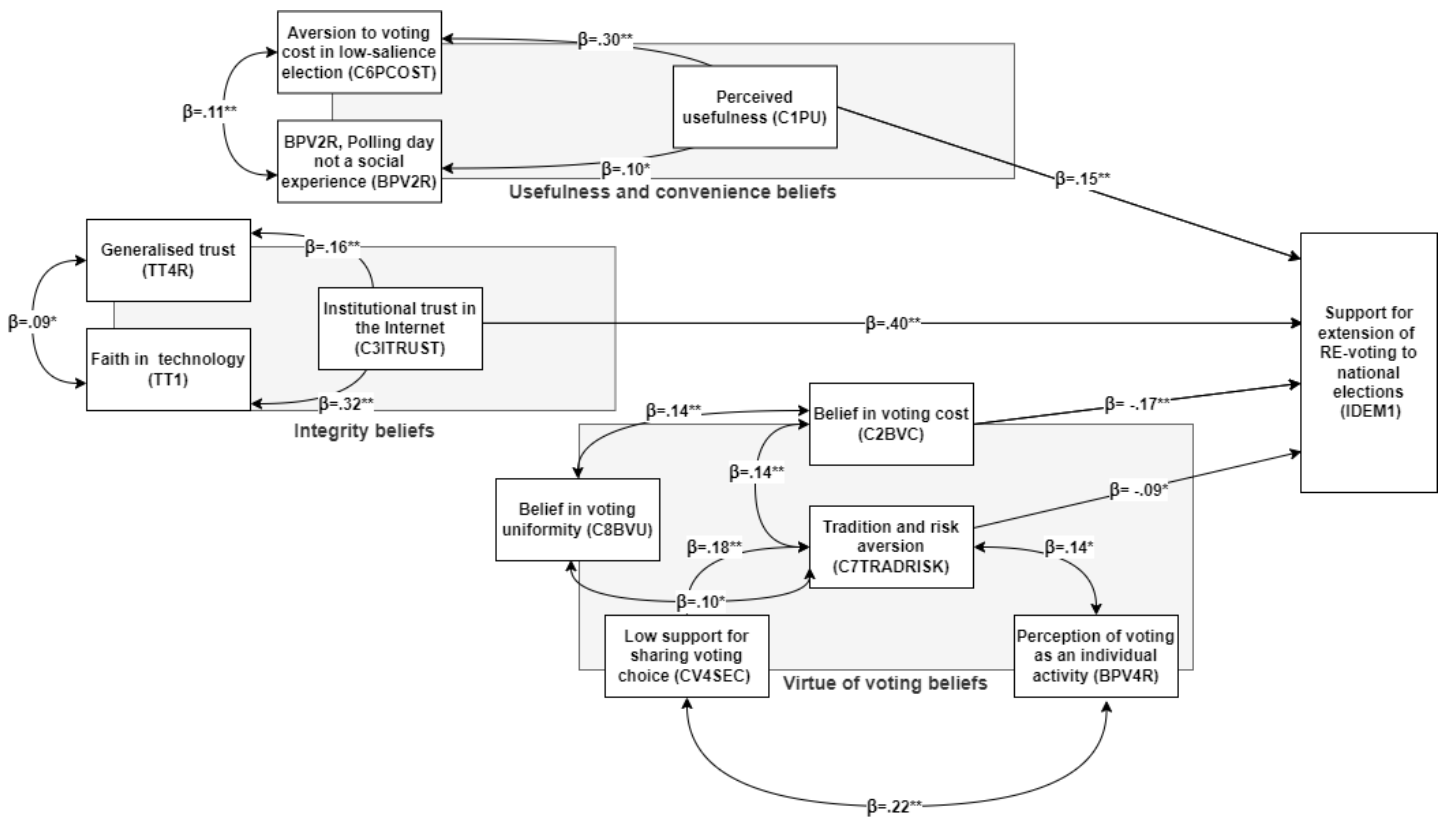 Aversion to voting
cost in low-salience
election (C6PCOST)
β=.30**
Perceived
usefulness (C1PU)
β=.11**
BPV2R, Polling day
not a social
experience (BPV2R)
β=.10*
Usefulness and convenience beliefs
β=.15**
Generalised trust
(TT4R)
β=.16**
Institutional trust in
the Internet
(C3ITRUST)
β=.09*
Faith in technology
(TT1)
β=.32**
Integrity beliefs
β=.40**
Support for
extension of
RE-voting to
national
elections
(IDEM1)
β=.14**
Belief in voting cost
(C2BVC)
β= -.17**
β=.14**
Belief in voting
uniformity (C8BVU)
β=.18**
Tradition and risk
aversion
(C7TRADRISK)
β= -.09*
β=.14*
β=.10*
Low support for
sharing voting
choice (CV4SEC)
Virtue of voting beliefs
Perception of voting
as an individual
activity (BPV4R)
β=.22**